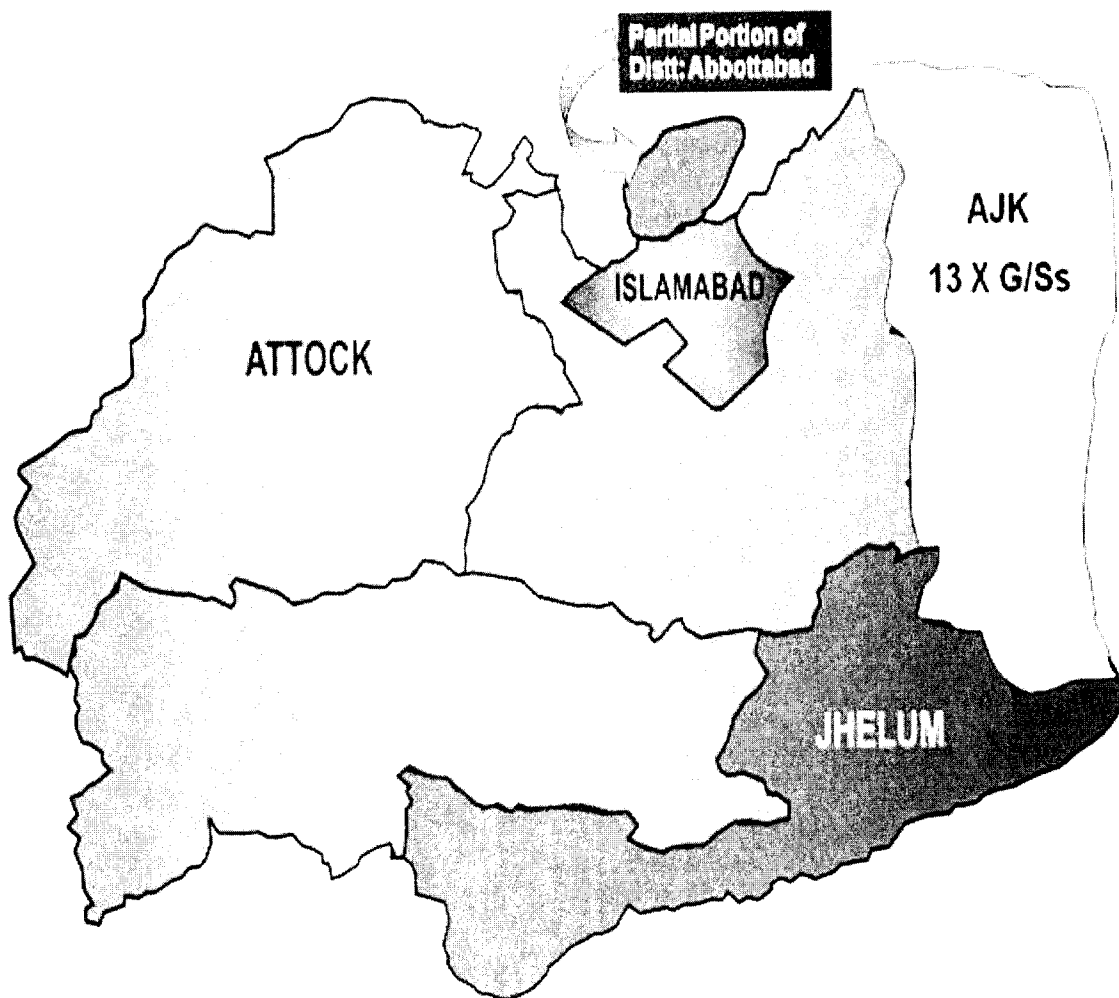 Partial Portion of
Distt: Abbottabad
AJK
13 X G/Ss
ISLAMABAD
ATTOCK
JHELUM